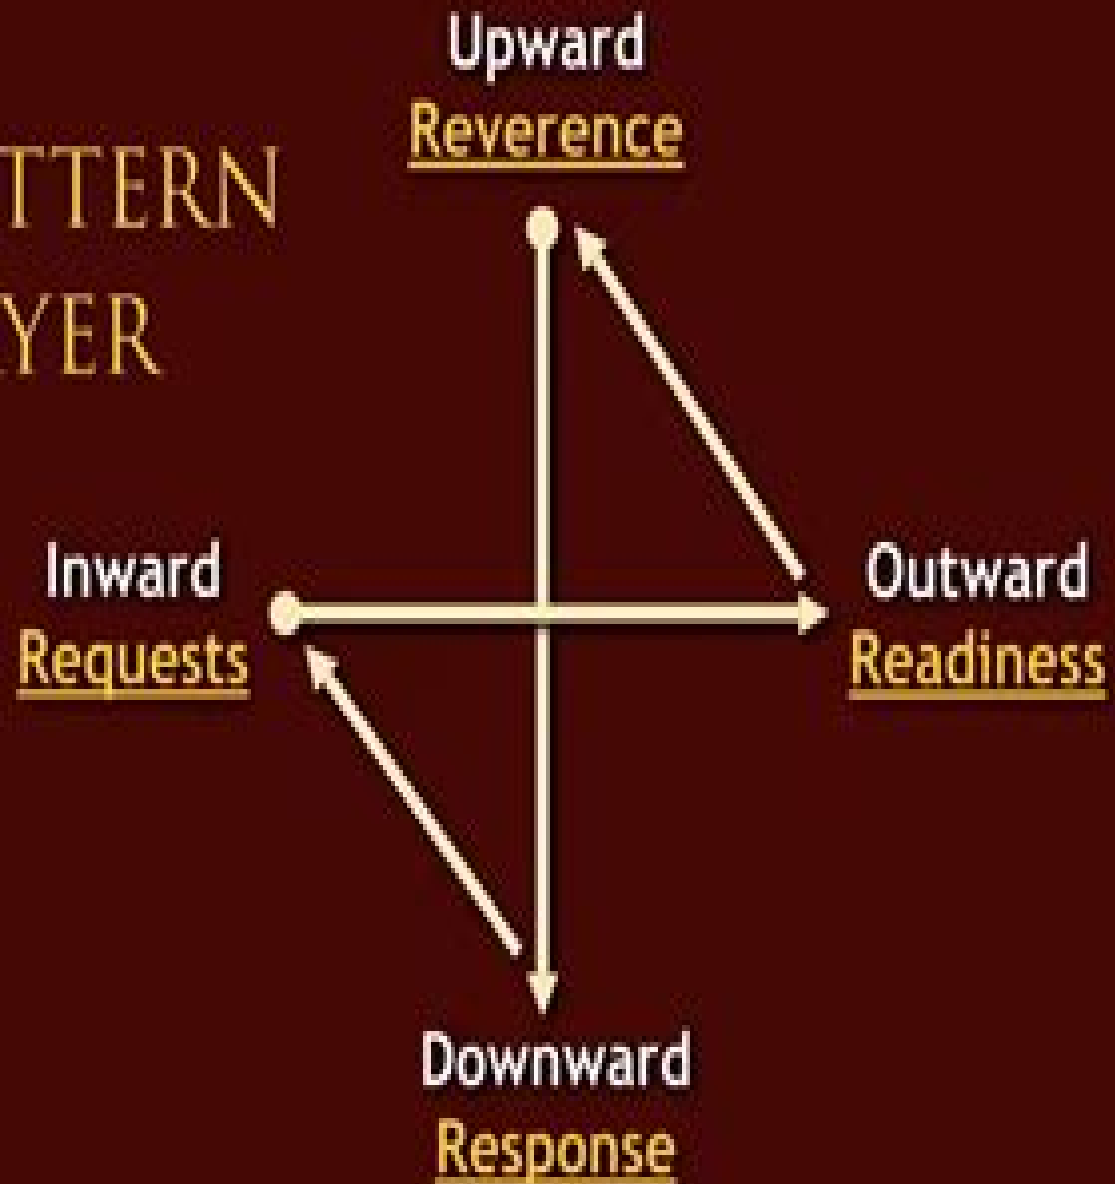 Upward
Reverence
TTERN
YER
Inward
Requests
Outward
Readiness
Downward
Response